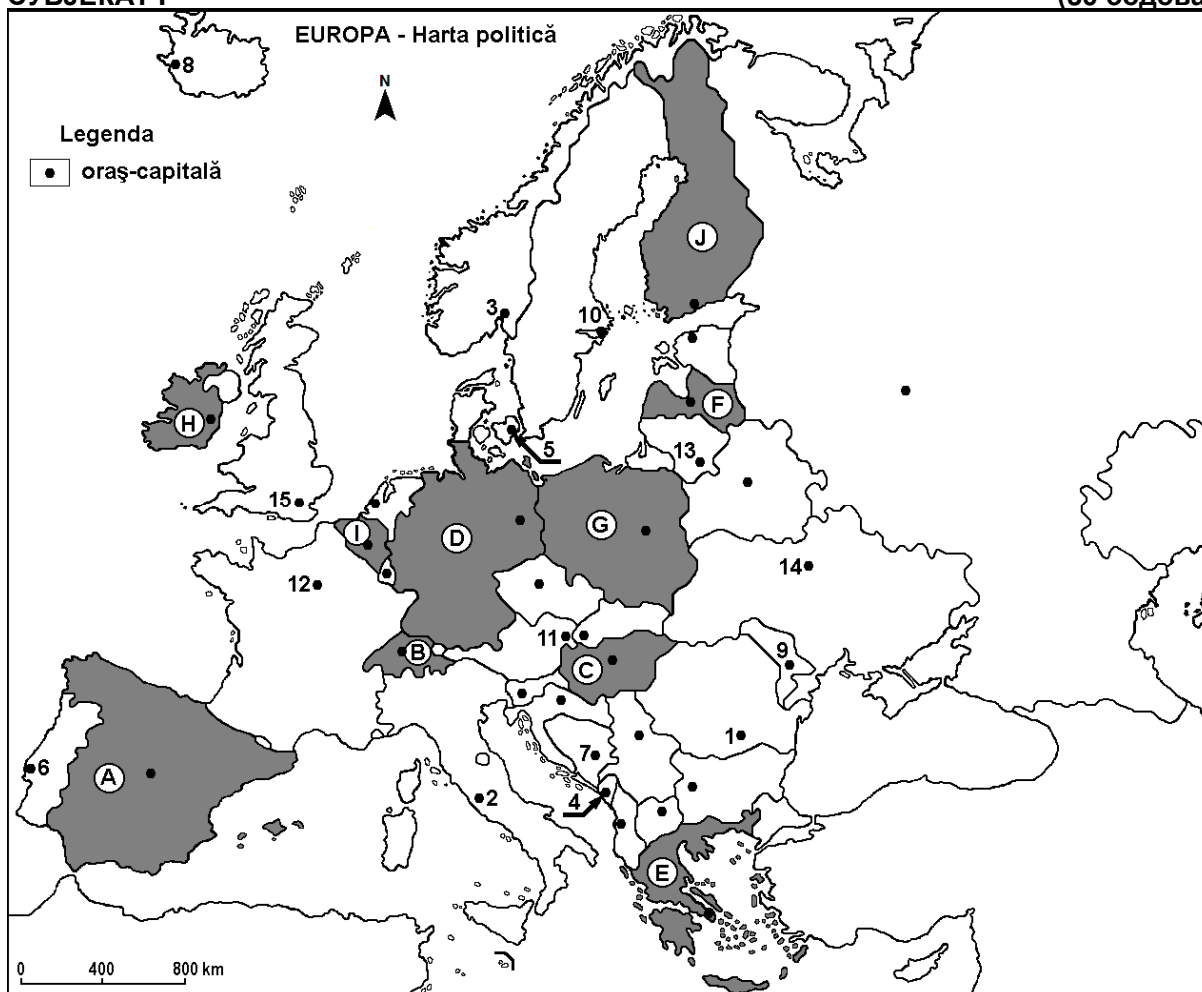 СУБЈЕКАТ I
EUROPA - Harta politică
8
N
Legenda
oraş-capitală
J
3
10
H
F
5
13
15
I
D
G
12
14
11
B
C
9
6
A
7
1
4
2
E
0 400 800 km